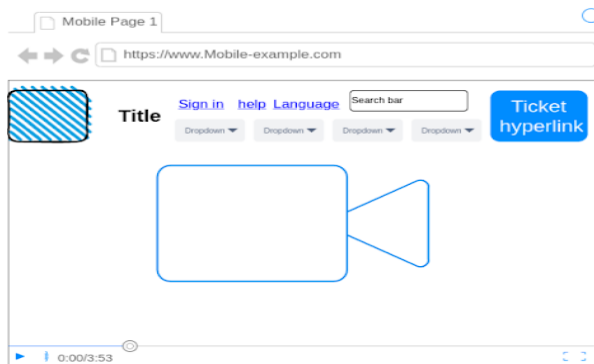 Mobile Page 1
https://www.Mobile-example.com
Title
Sign in help Language
Search bar
Ticket
hyperlink
Dropdown Dropdown Dropdown Dropdown
0:00/3:53